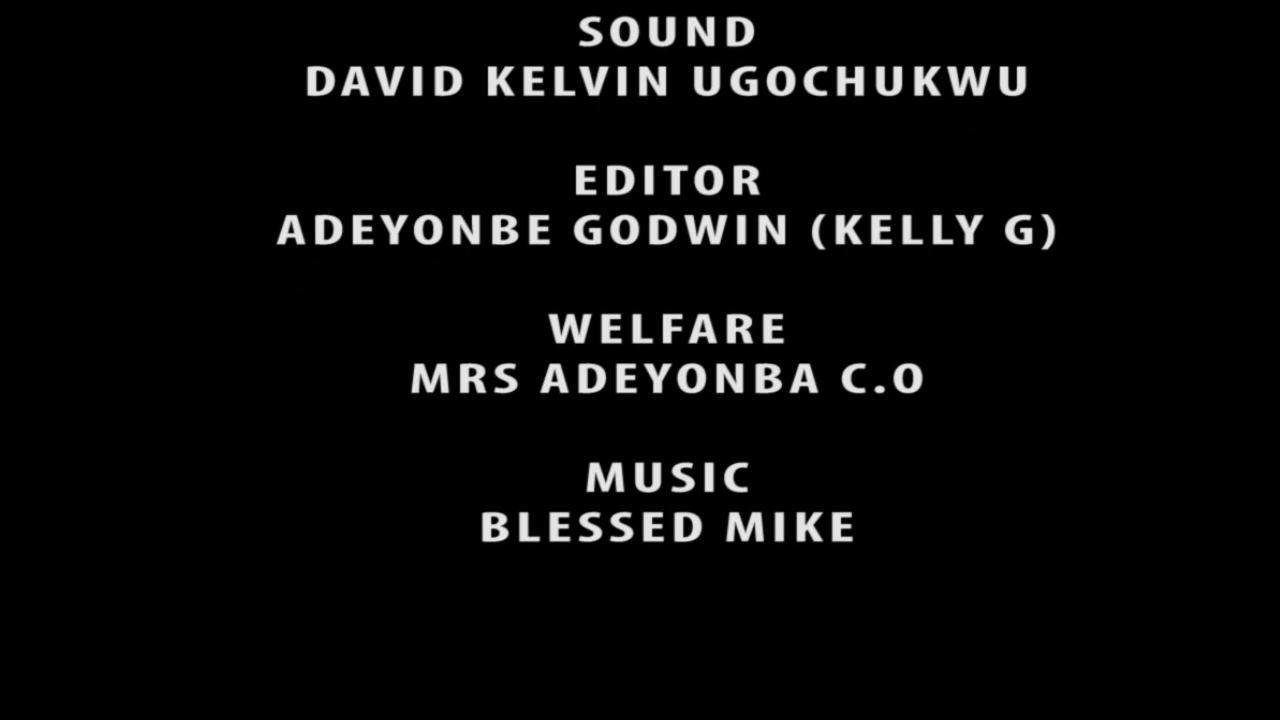 SOUND
DAVID KELVIN UGOCHUKWU
EDITOR
ADEYONBE GODWIN (KELLY G)
WELFARE
MRS ADEYONBA C.O
MUSIC
BLESSED MIKE